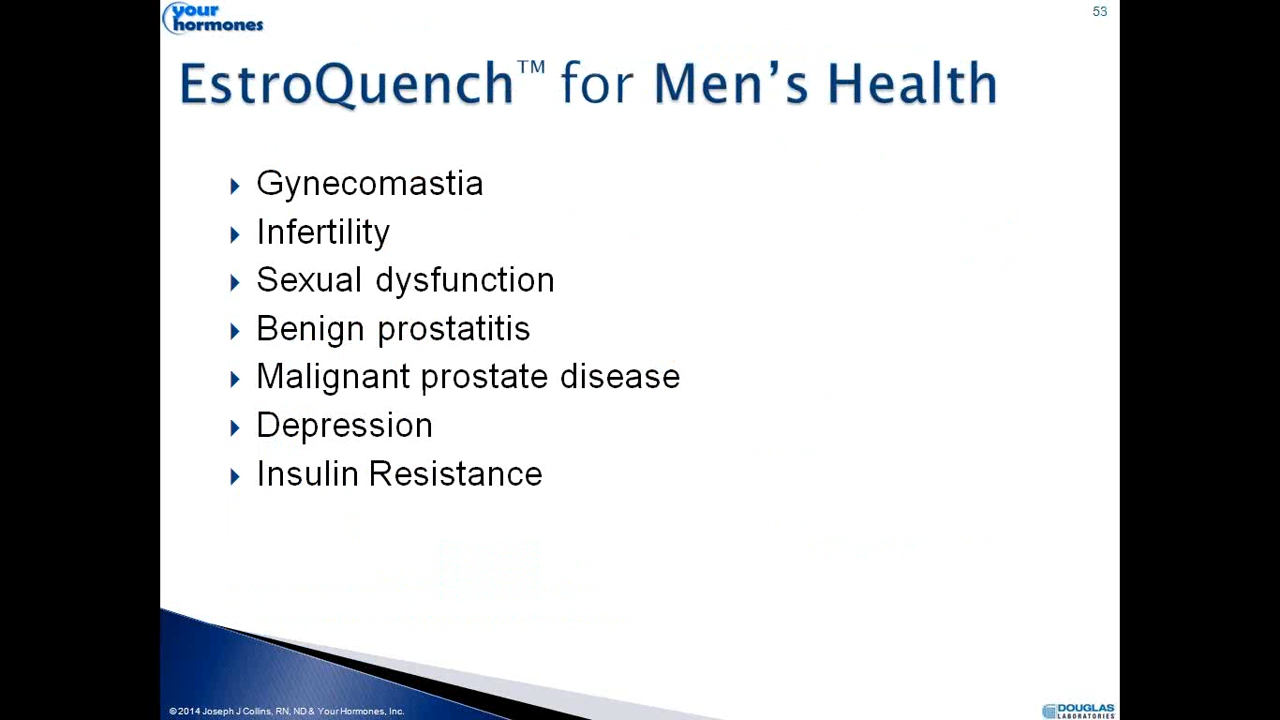 your
hormones
53
EstroQuench™ for Men's Health
Gynecomastia
Infertility
Sexual dysfunction
Benign prostatitis
Malignant prostate disease
Depression
Insulin Resistance
© 2014 Joseph J Collins, RN, ND & Your Hormones, Inc.
DOUGLAS
LABORATORIES